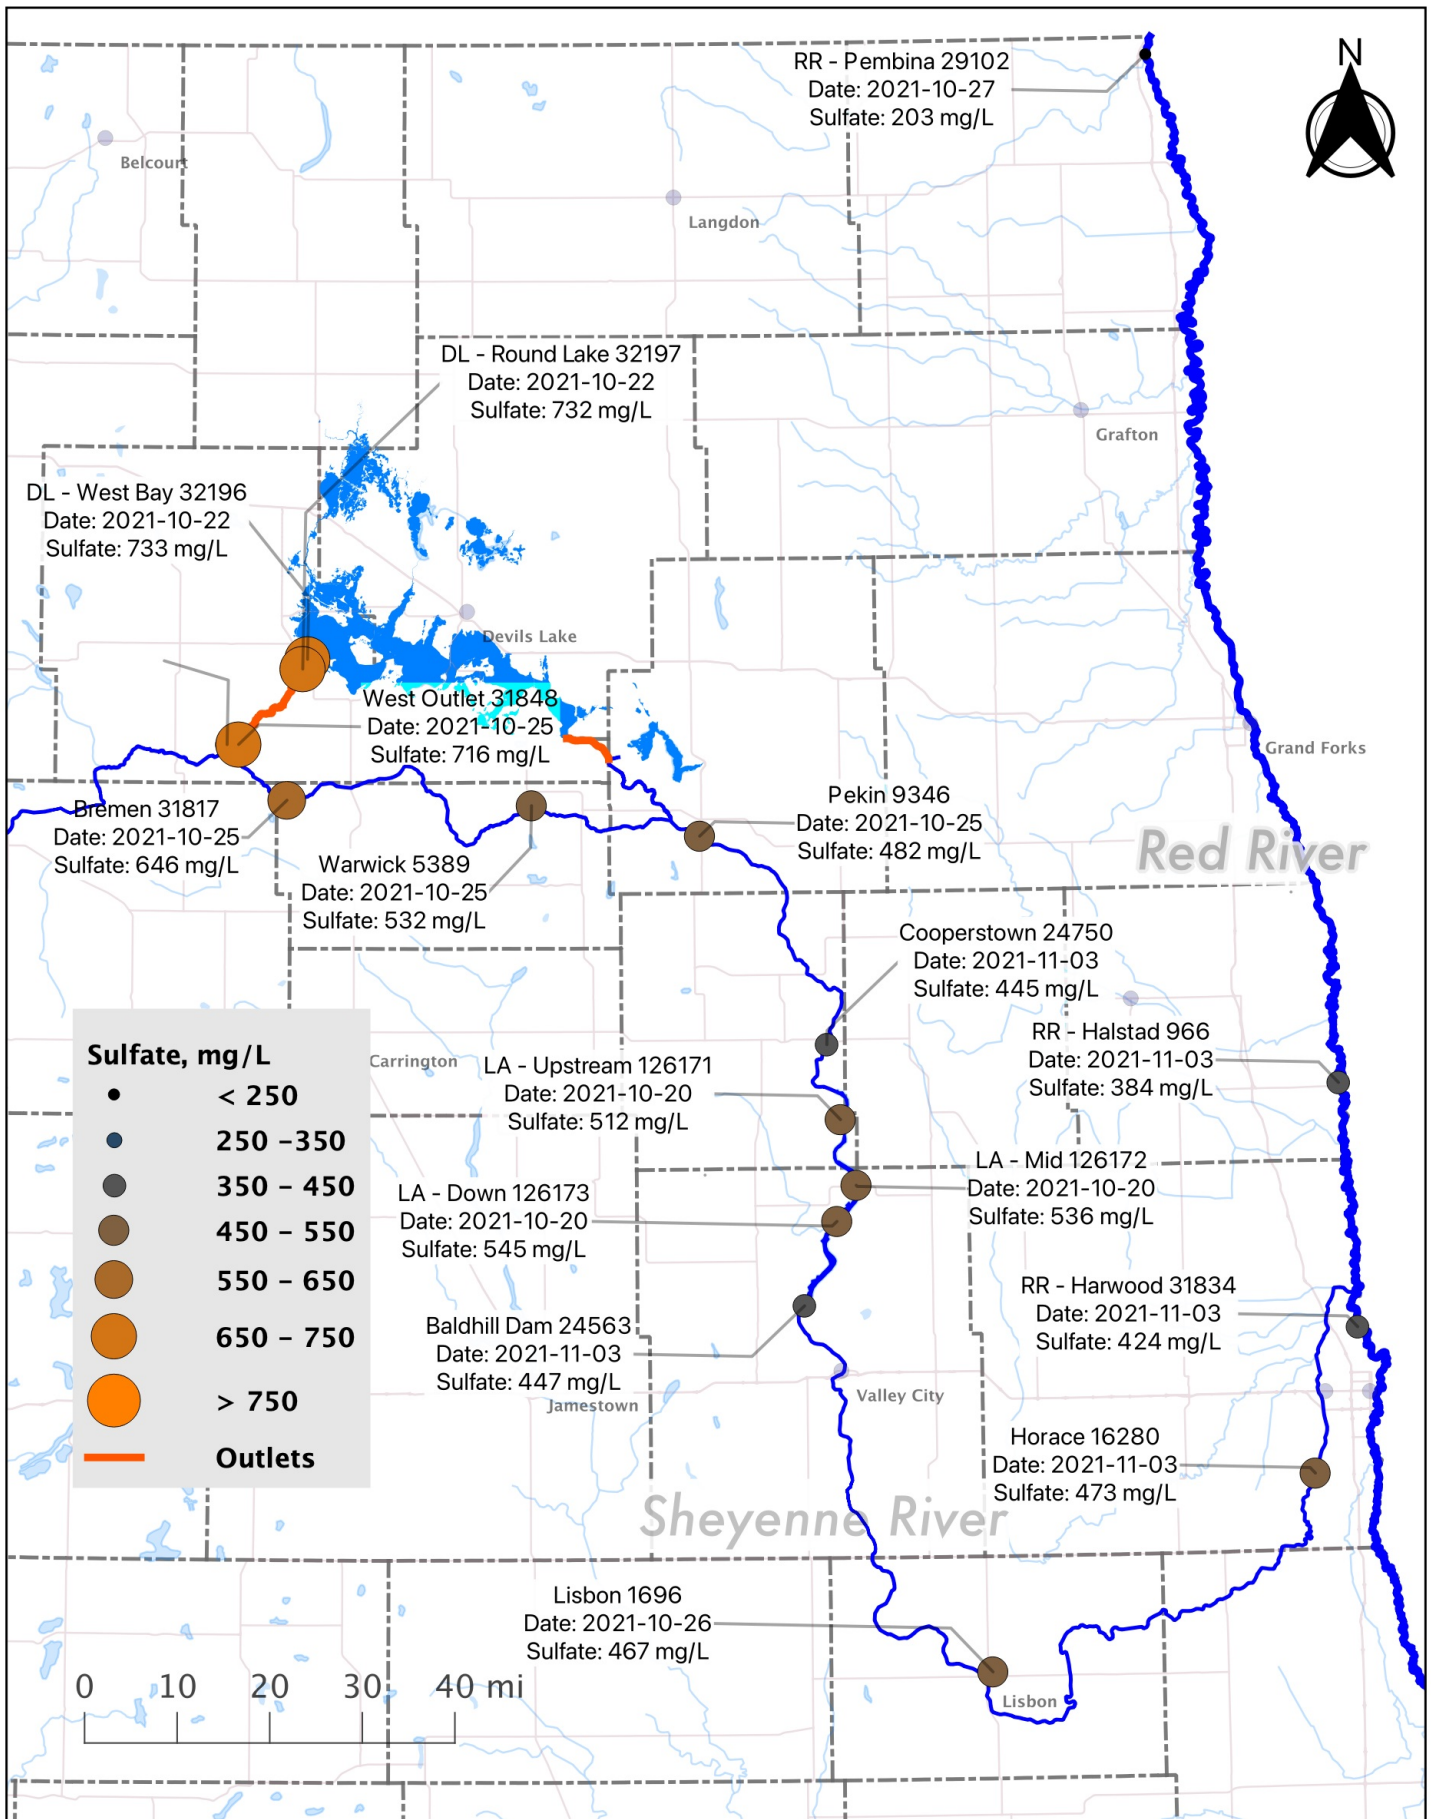 N
RR - Pembina 29102
Date: 2021-10-27
Sulfate: 203 mg/L
Belcourt
Langdon
DL - Round Lake 32197
Date: 2021-10-22
Sulfate: 732 mg/L
Grafton
DL - West Bay 32196
Date: 2021-10-22
Sulfate: 733 mg/L
Devils Lake
West Outlet 31848
Date: 2021-10-25
Sulfate: 716 mg/L
Grand Forks
Bremen 31817
Date: 2021-10-25
Sulfate: 646 mg/L
Pekin 9346
Date: 2021-10-25
Sulfate: 482 mg/L
Red River
Warwick 5389
Date: 2021-10-25
Sulfate: 532 mg/L
Cooperstown 24750
Date: 2021-11-03
Sulfate: 445 mg/L
RR - Halstad 966
Date: 2021-11-03
Sulfate: 384 mg/L
Carrington
LA - Upstream 126171
Date: 2021-10-20
Sulfate: 512 mg/L
Sulfate, mg/L
< 250
250 –350
350 – 450
450 – 550
550 – 650
650 – 750
> 750
Outlets
LA - Mid 126172
Date: 2021-10-20
Sulfate: 536 mg/L
LA - Down 126173
Date: 2021-10-20
Sulfate: 545 mg/L
RR - Harwood 31834
Date: 2021-11-03
Sulfate: 424 mg/L
Baldhill Dam 24563
Date: 2021-11-03
Sulfate: 447 mg/L
Jamestown
Valley City
Horace 16280
Date: 2021-11-03
Sulfate: 473 mg/L
Sheyenne River
Lisbon 1696
Date: 2021-10-26
Sulfate: 467 mg/L
Lisbon
0 10 20 30 40 mi